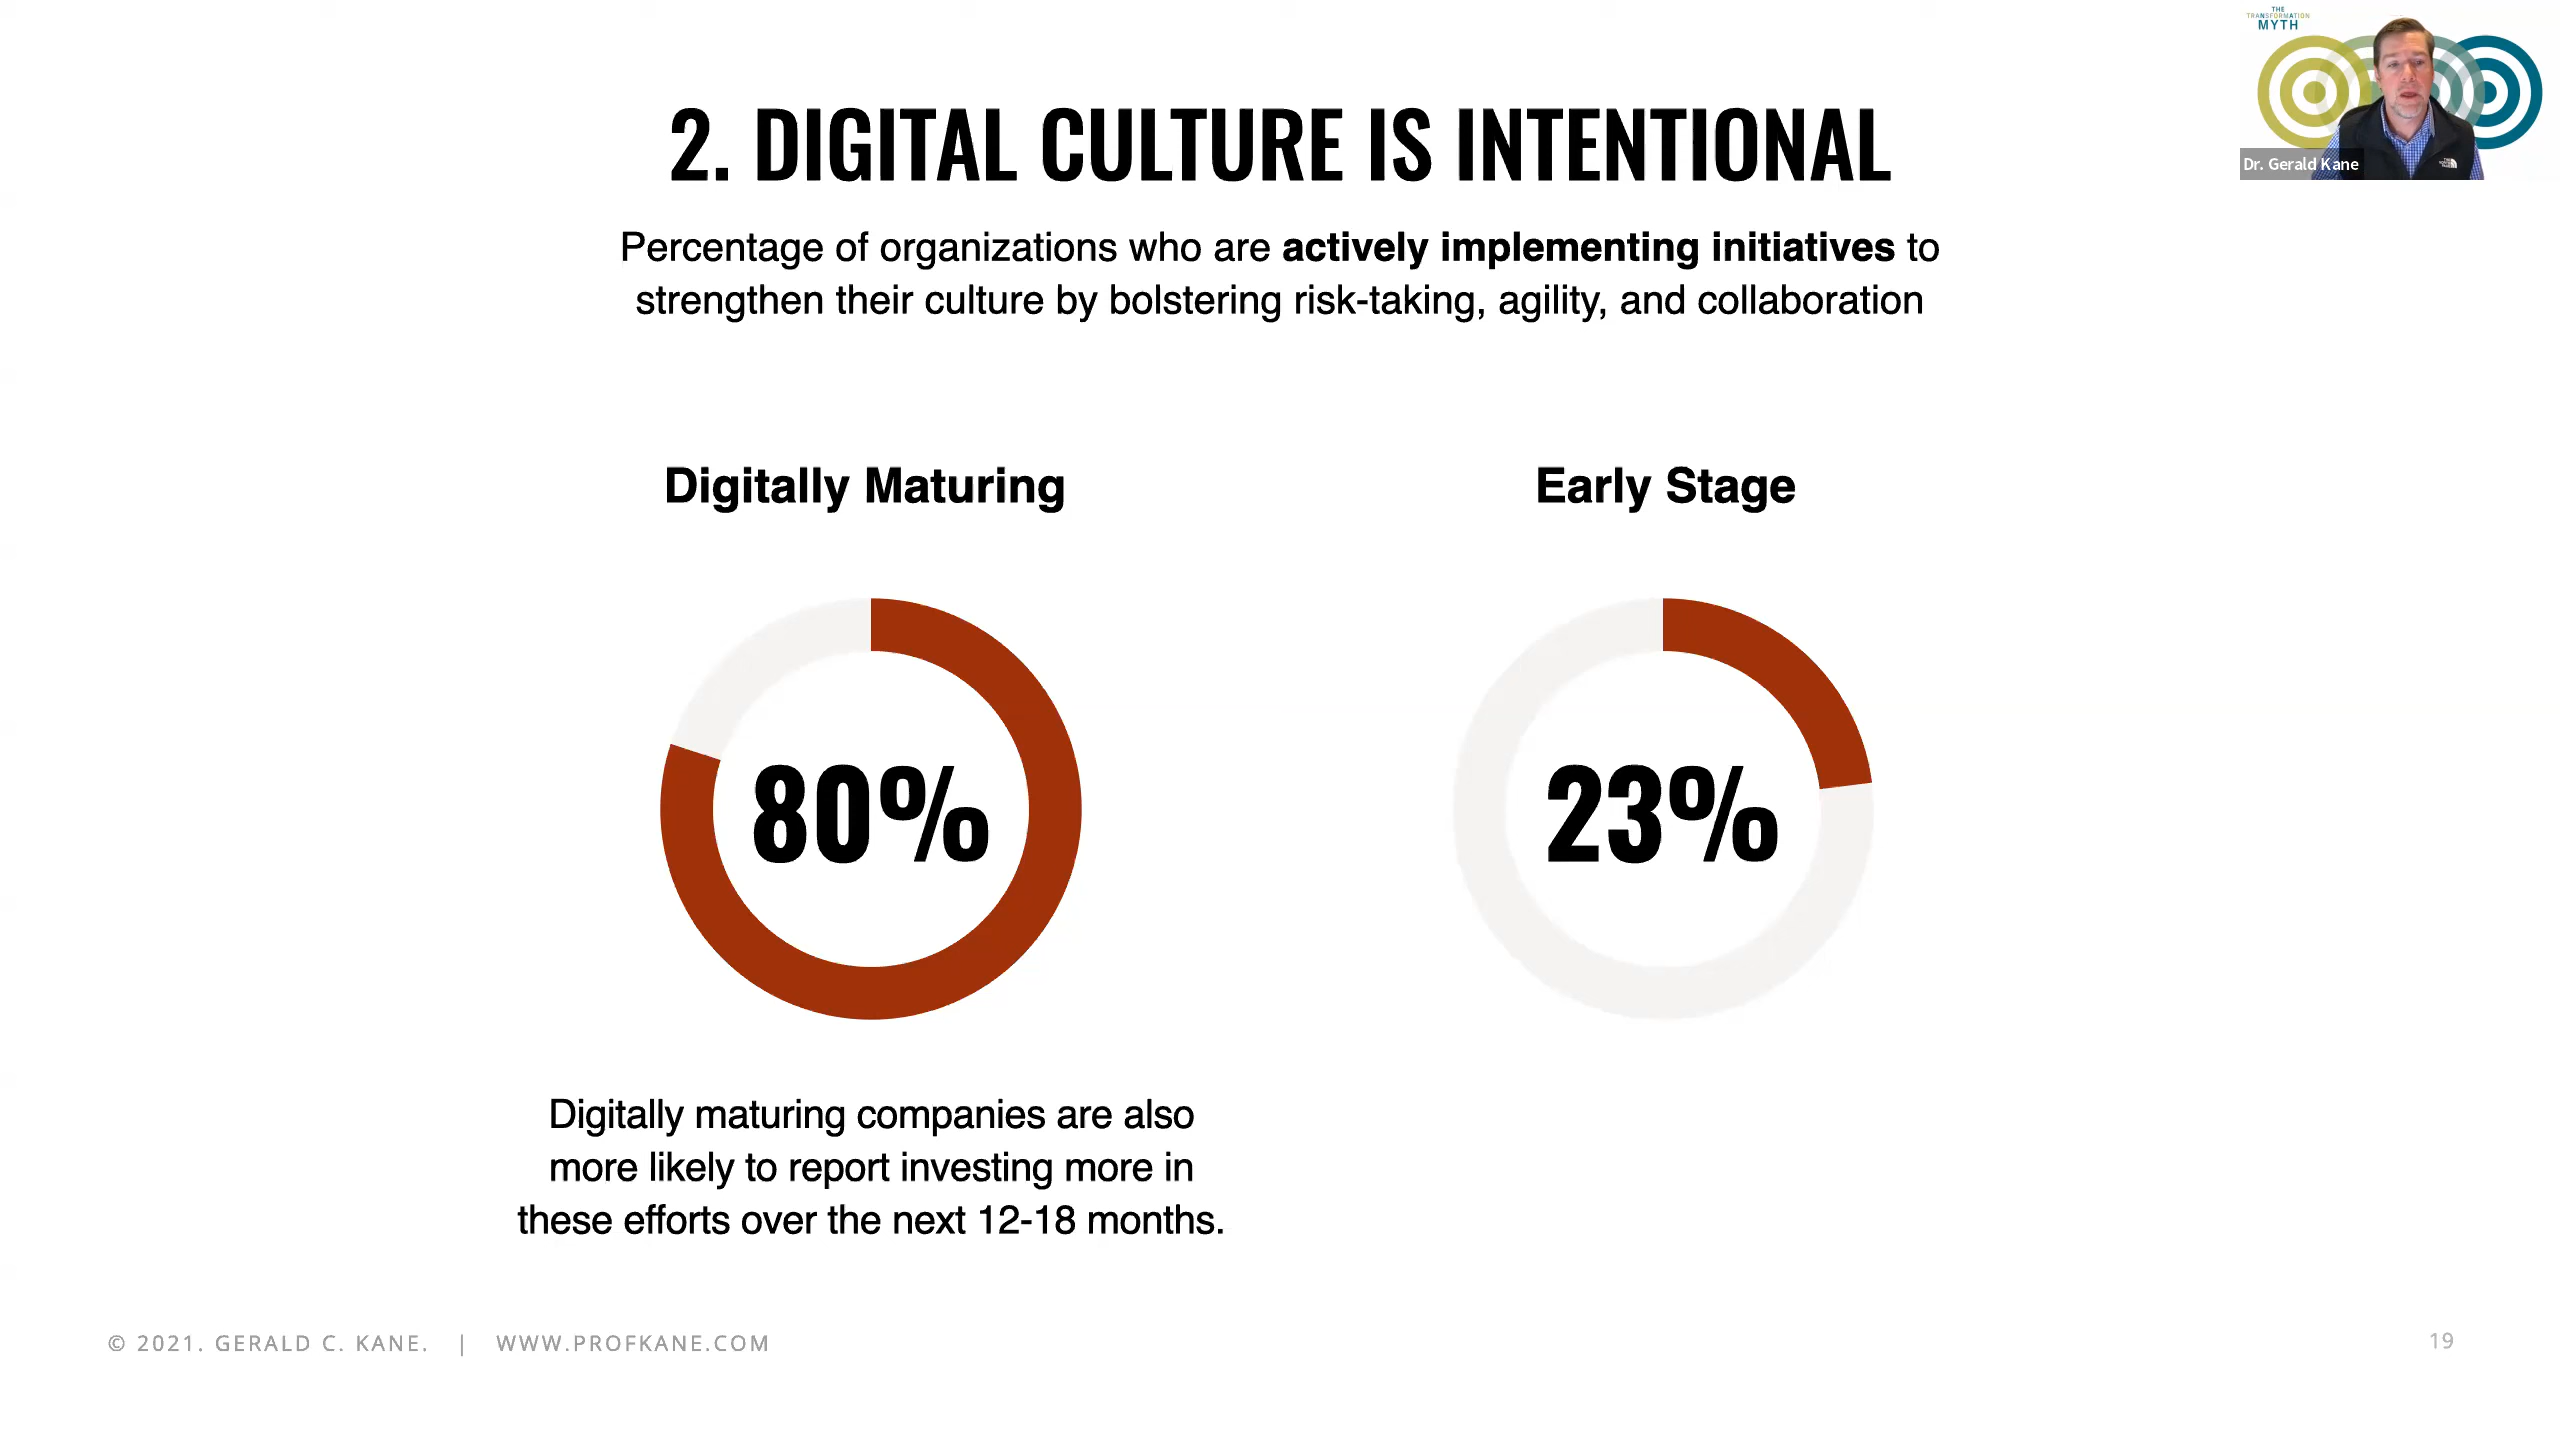 THE
TRANSFORMATION
MYTH
Dr. Gerald Kane
2. DIGITAL CULTURE IS INTENTIONAL
Percentage of organizations who are actively implementing initiatives to
strengthen their culture by bolstering risk-taking, agility, and collaboration
Digitally Maturing
Early Stage
80%
23%
Digitally maturing companies are also
more likely to report investing more in
these efforts over the next 12-18 months.
© 2021. GERALD C. KANE. | WWW.PROFKANE.COM
19